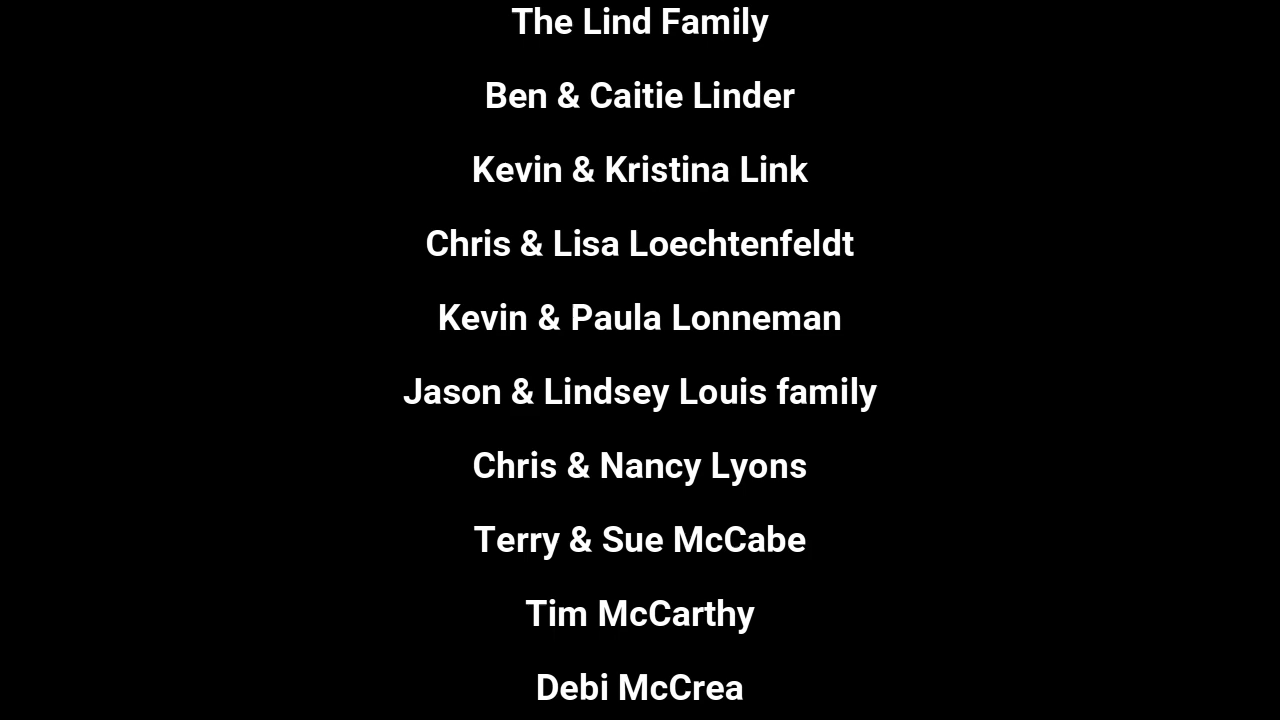 The Lind Family
Ben & Caitie Linder
Kevin & Kristina Link
Chris & Lisa Loechtenfeldt
Kevin & Paula Lonneman
Jason & Lindsey Louis family
Chris & Nancy Lyons
Terry & Sue McCabe
Tim McCarthy
Debi McCrea